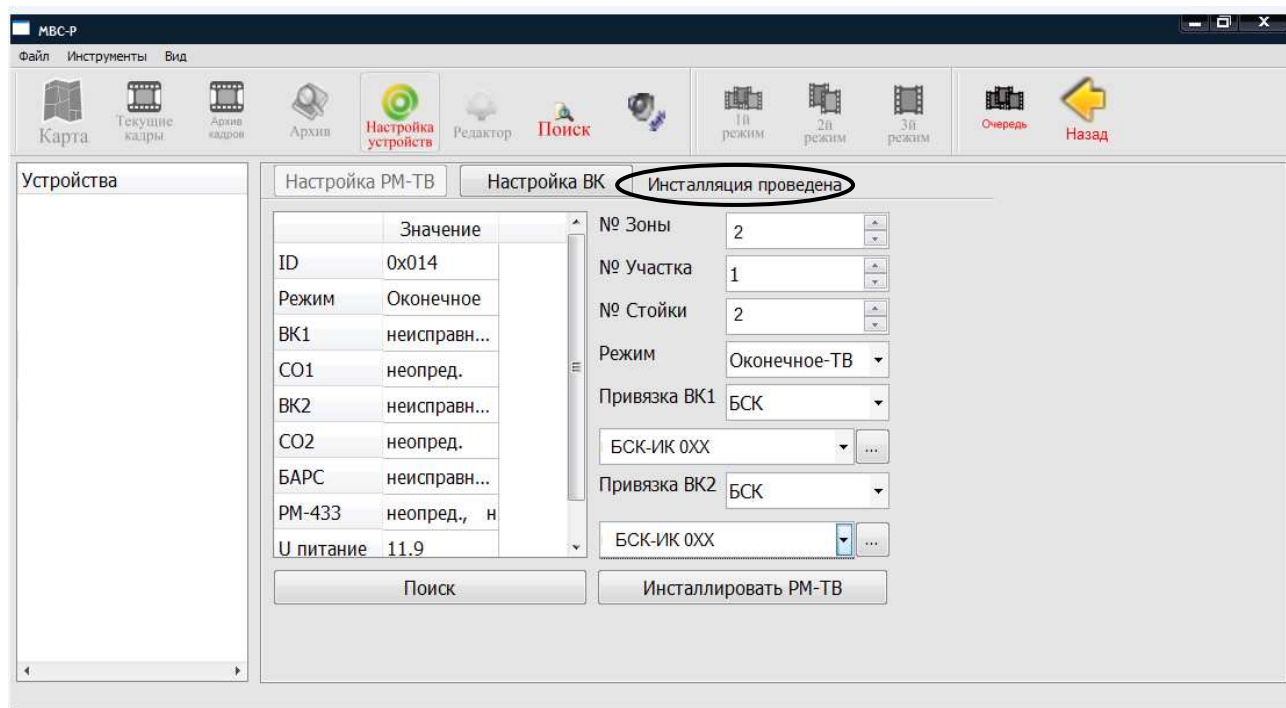 МВС-Р
Файл Инструменты Вид
Карта
Текущие кадры
Архив кадров
Архив
Настройка устройств
Редактор
Поиск
1й режим
2й режим
3й режим
Очередь
Назад
Устройства
Настройка РМ-ТВ
Настройка ВК
Инсталляция проведена
Значение
ID 0x014
Режим Оконечное
ВК1 неисправн...
СО1 неопред.
ВК2 неисправн...
СО2 неопред.
БАРС неисправн...
РМ-433 неопред., н
U питание 11.9
Поиск
№ Зоны 2
№ Участка 1
№ Стойки 2
Режим Оконечное-ТВ
Привязка ВК1 БСК
БСК-ИК 0ХХ ...
Привязка ВК2 БСК
БСК-ИК 0ХХ ...
Инсталлировать РМ-ТВ